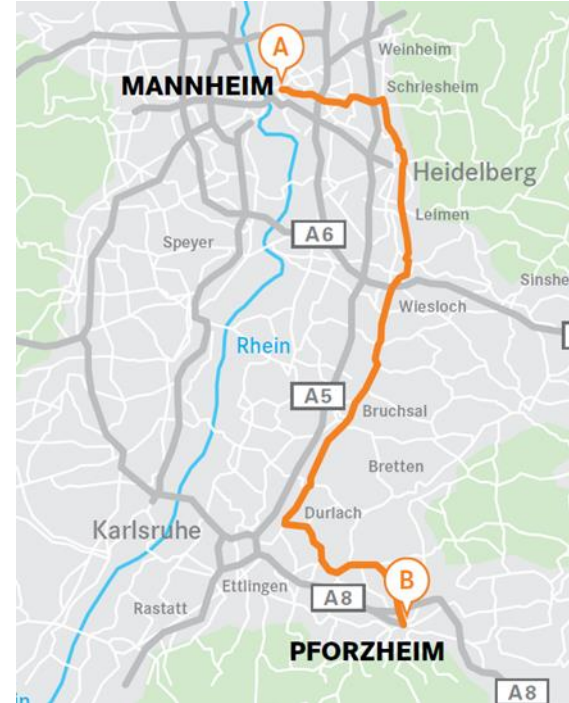 A
Weinheim
MANNHEIM
Schriesheim
Heidelberg
Leimen
Speyer
A6
Sinshe
Wiesloch
Rhein
A5
Bruchsal
Bretten
Durlach
Karlsruhe
Ettlingen
B
A8
Rastatt
PFORZHEIM
A8
in